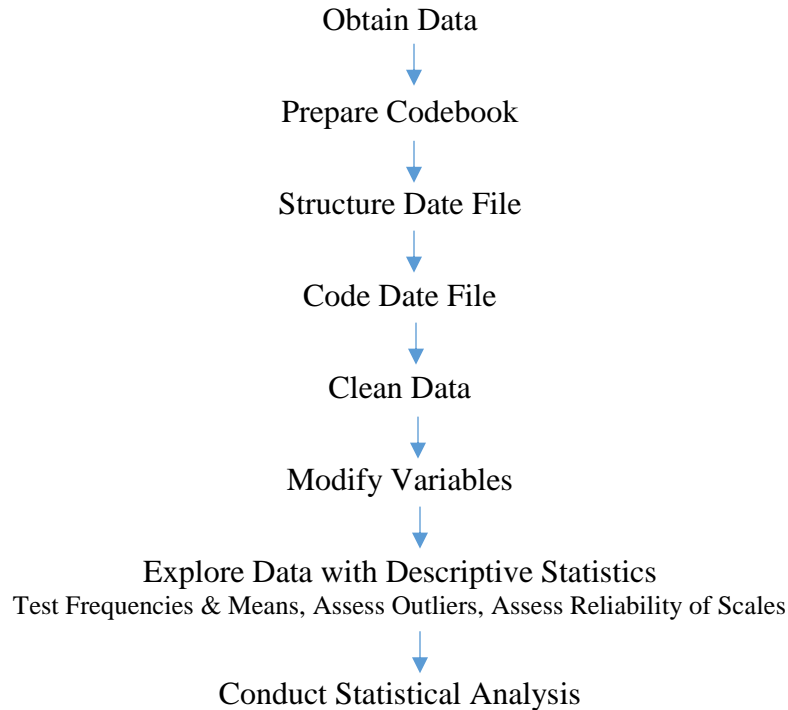 Obtain Data
Prepare Codebook
Structure Date File
Code Date File
Clean Data
Modify Variables
Explore Data with Descriptive Statistics
Test Frequencies & Means, Assess Outliers, Assess Reliability of Scales
Conduct Statistical Analysis